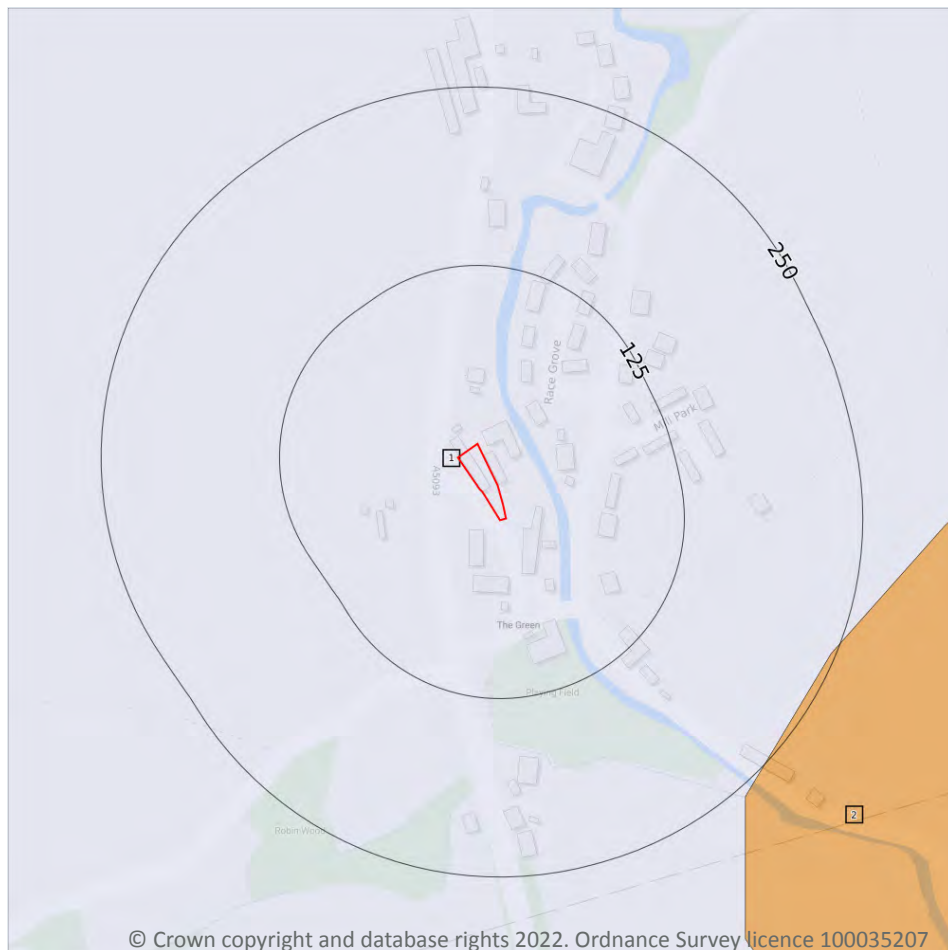 250
125
Race Grove
Mill Park
1
A5093
The Green
Playing Field
2
Robin Wood
© Crown copyright and database rights 2022. Ordnance Survey licence 100035207